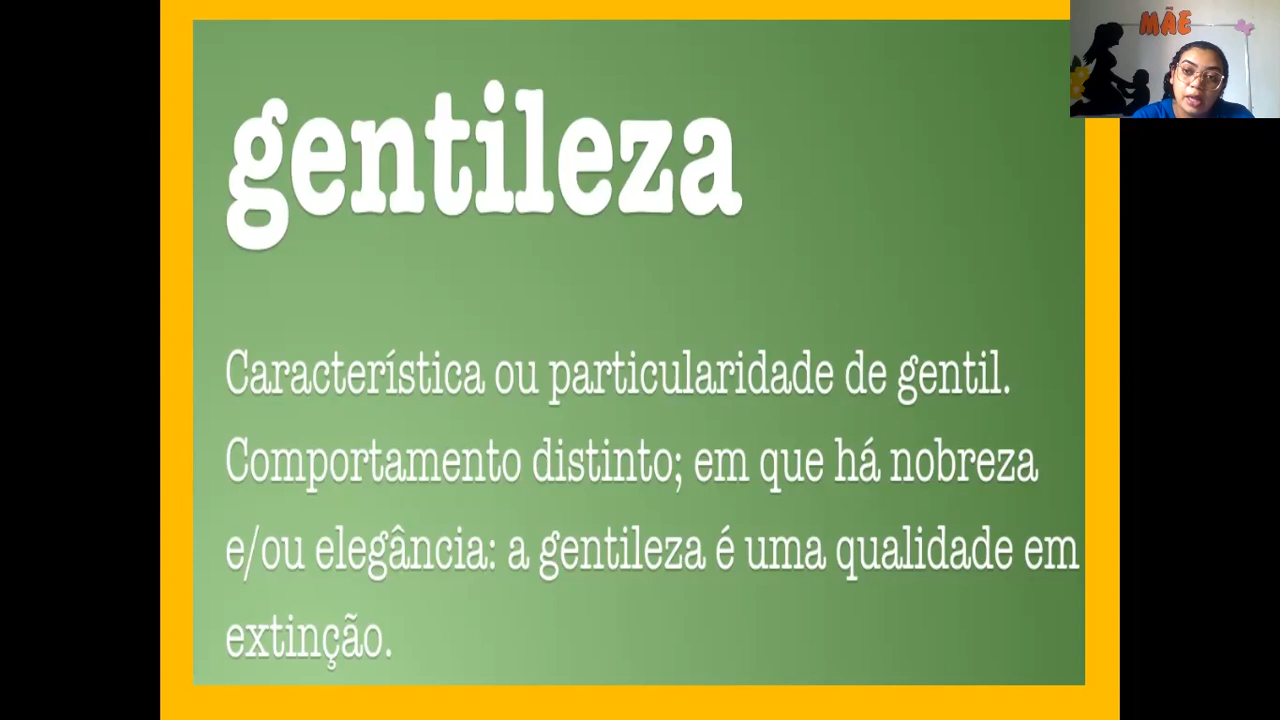 MÃE
gentileza
Característica ou particularidade de gentil.
Comportamento distinto; em que há nobreza
e/ou elegância: a gentileza é uma qualidade em
extinção.